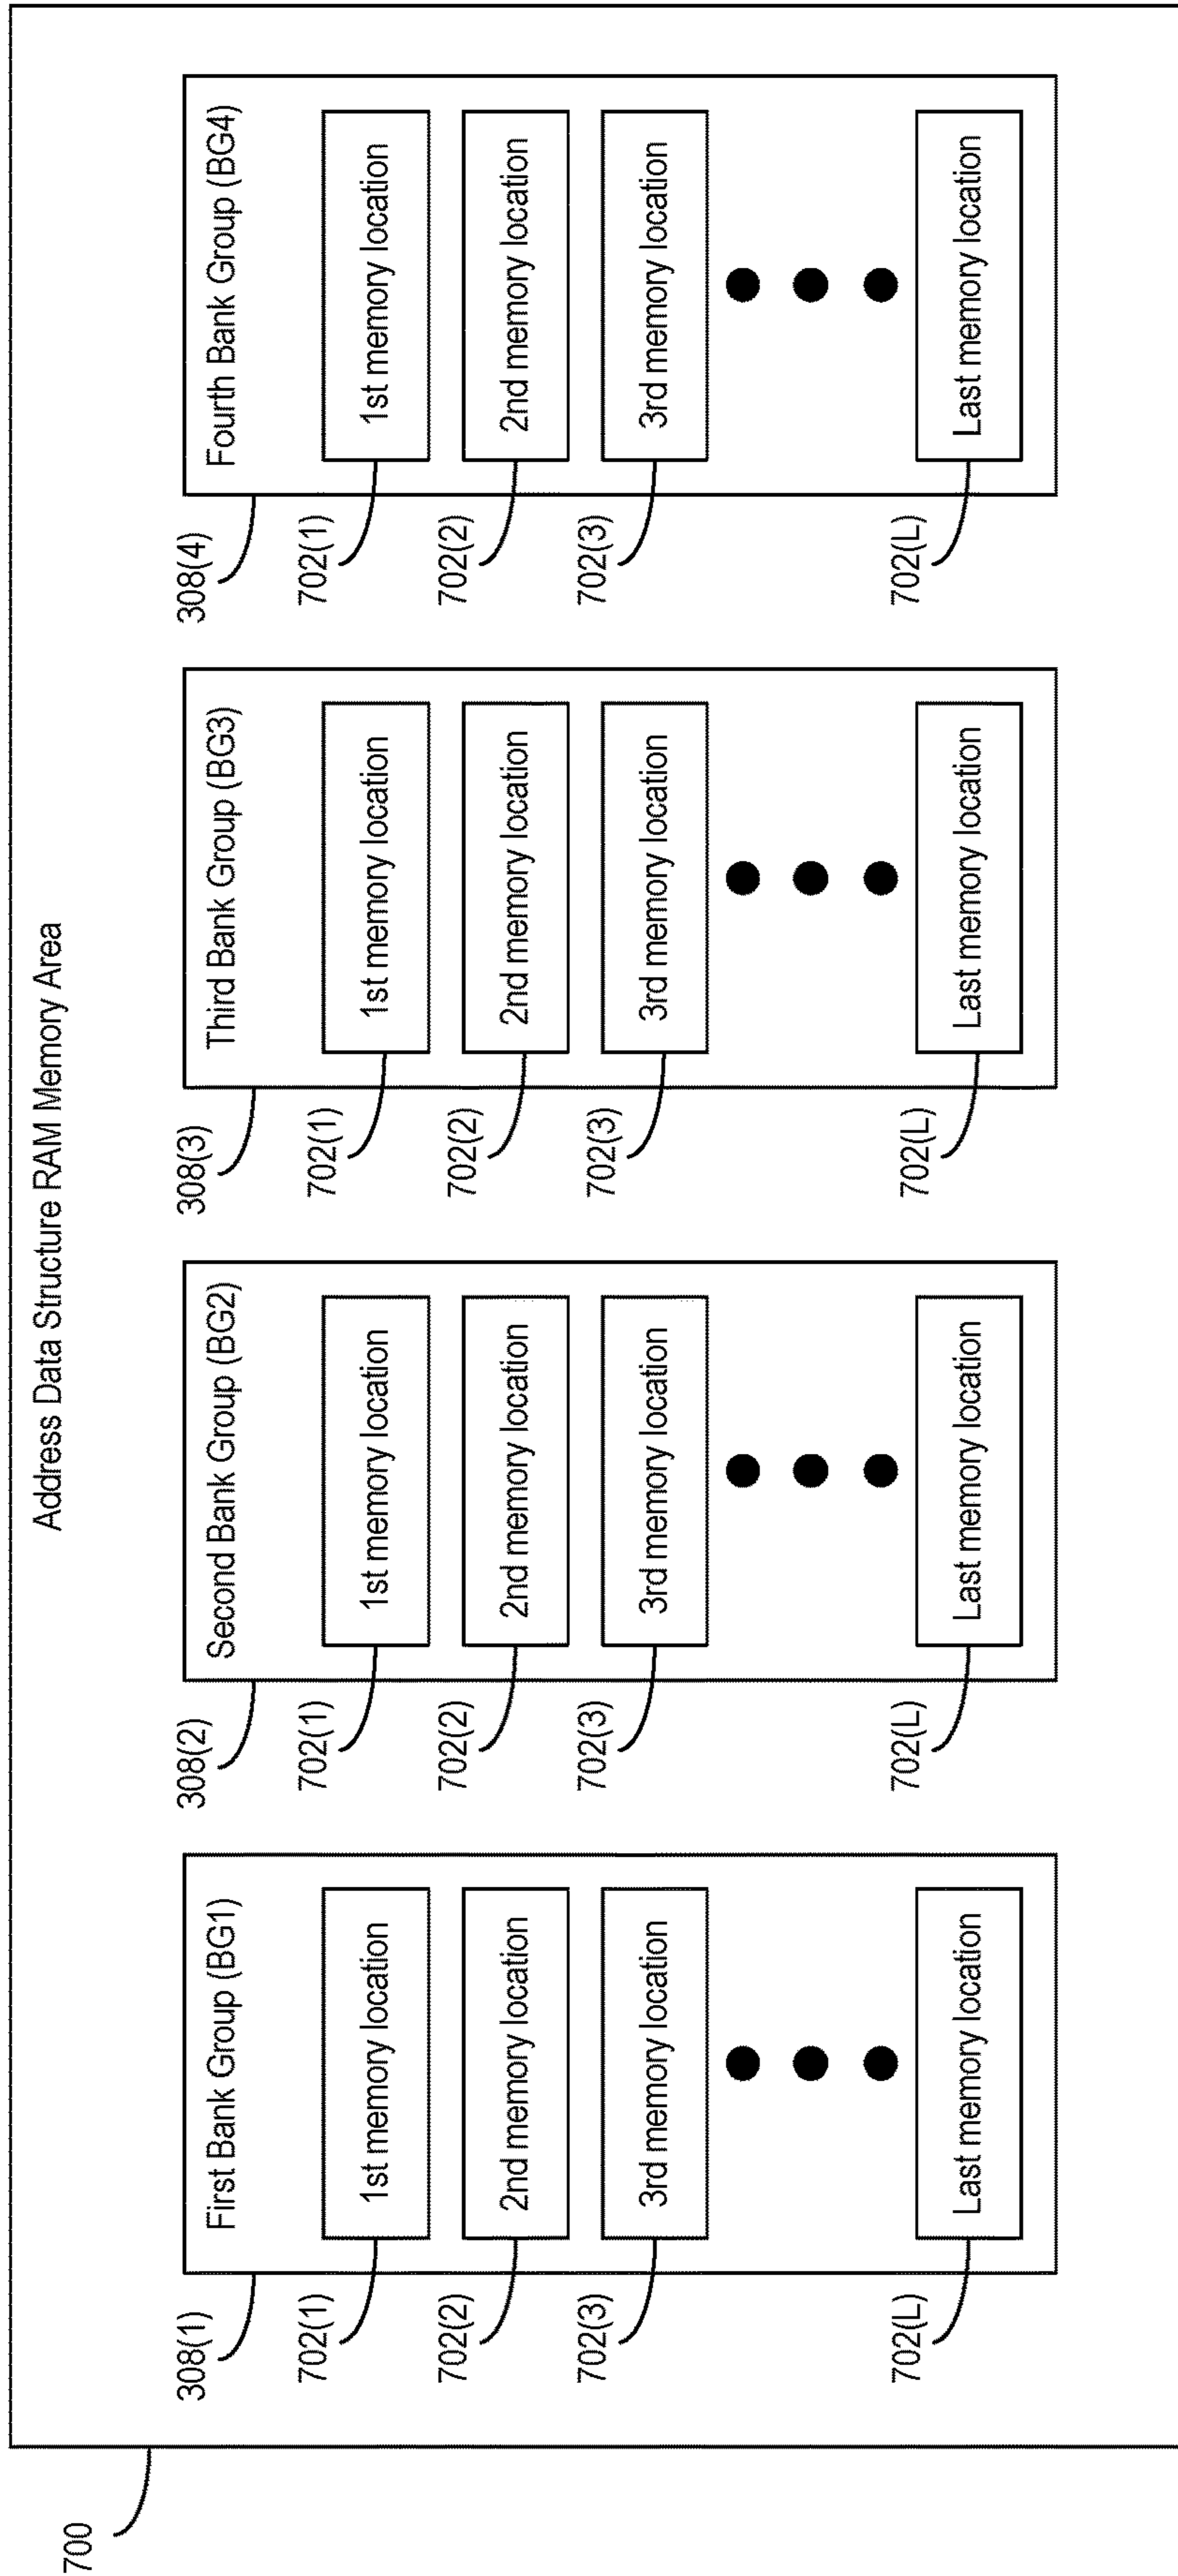 Address Data Structure RAM Memory Area
700
308(1)
First Bank Group (BG1)
702(1)
1st memory location
702(2)
2nd memory location
702(3)
3rd memory location
702(L)
Last memory location
308(2)
Second Bank Group (BG2)
702(1)
1st memory location
702(2)
2nd memory location
702(3)
3rd memory location
702(L)
Last memory location
308(3)
Third Bank Group (BG3)
702(1)
1st memory location
702(2)
2nd memory location
702(3)
3rd memory location
702(L)
Last memory location
308(4)
Fourth Bank Group (BG4)
702(1)
1st memory location
702(2)
2nd memory location
702(3)
3rd memory location
702(L)
Last memory location